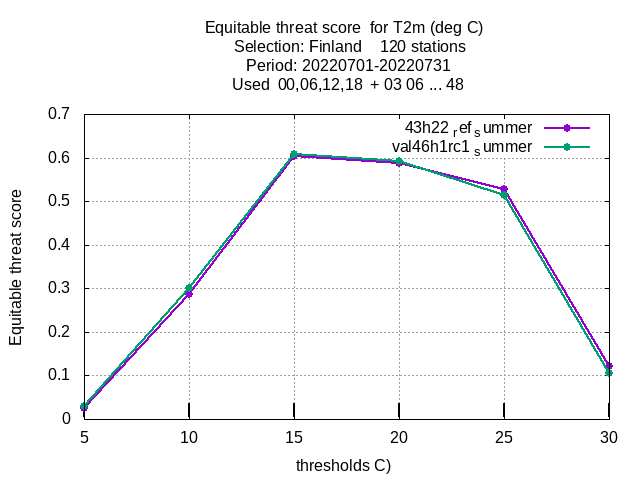 Equitable threat score  for T2m (deg C)
Selection: Finland    120 stations
Period: 20220701-20220731
Used  00,06,12,18  + 03 06 ... 48
43h22 ref summer
val46h1rc1 summer
0.7
0.6
0.5
0.4
0.3
0.2
0.1
0
Equitable threat score
5 10 15 20 25 30
thresholds C)